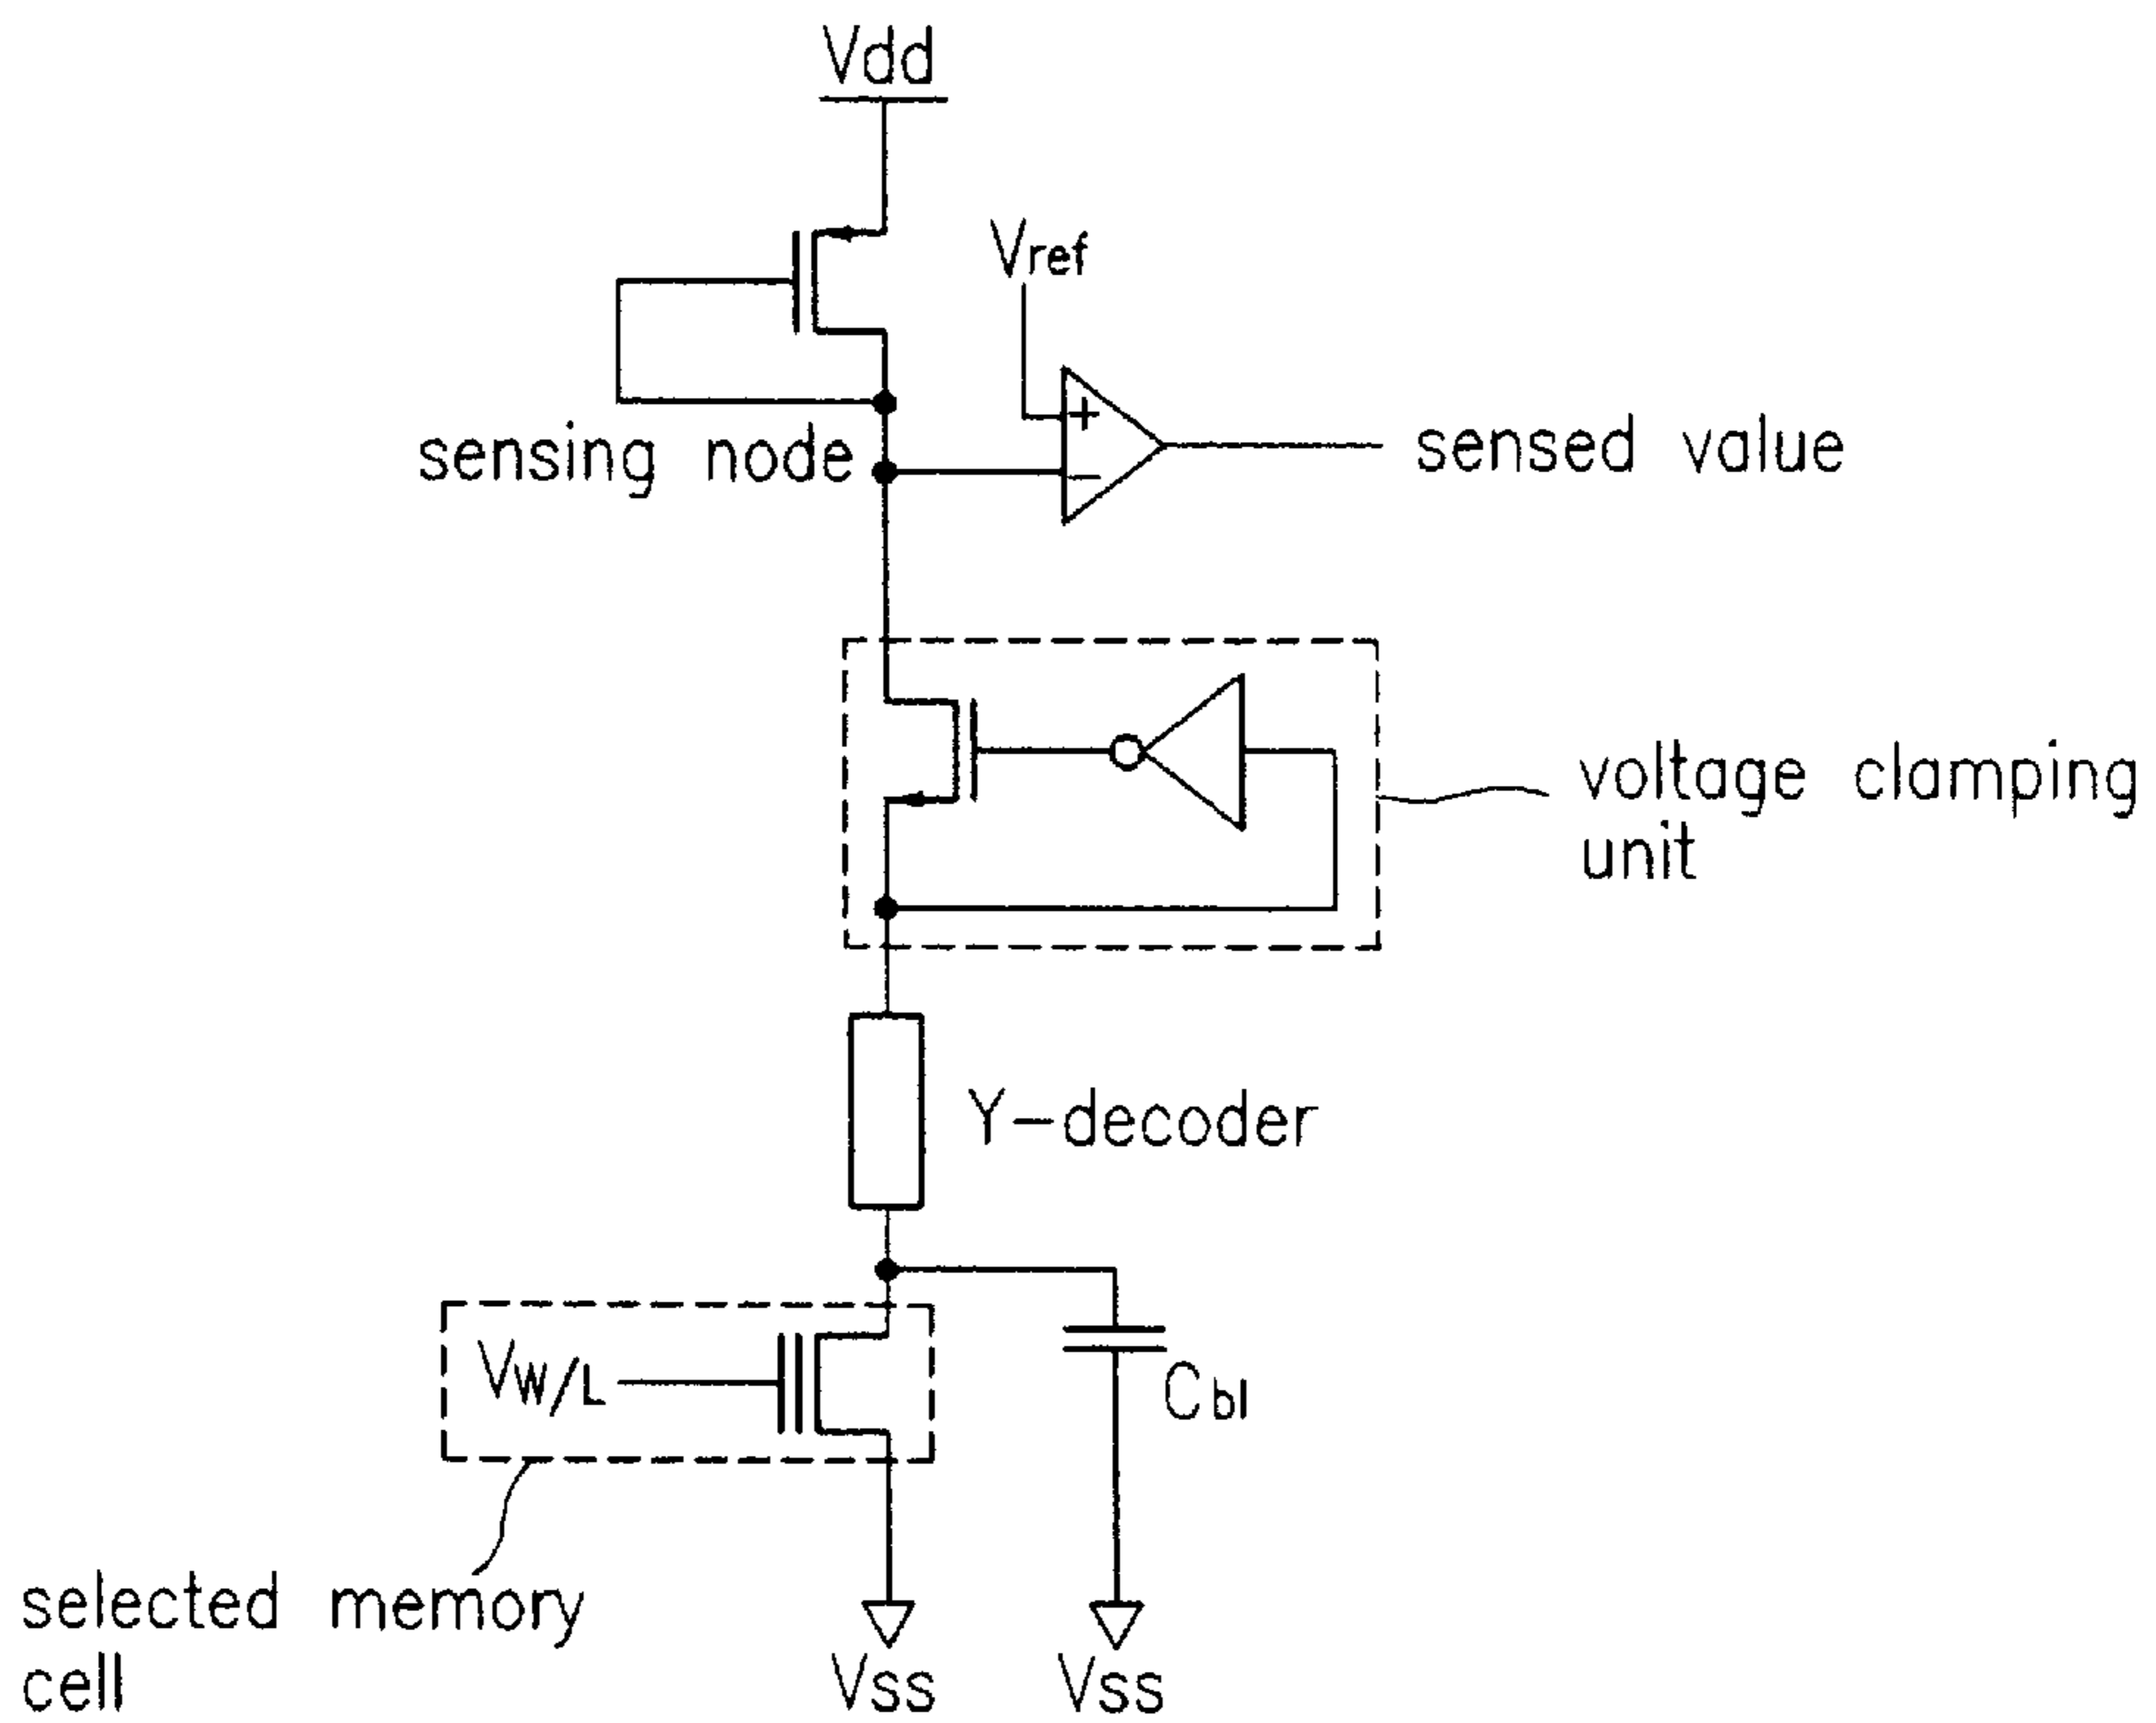 Vdd
Vref
+
sensing node
−
sensed value
voltage clamping
unit
Y-decoder
VW/L
Cbl
selected memory
cell
Vss
Vss